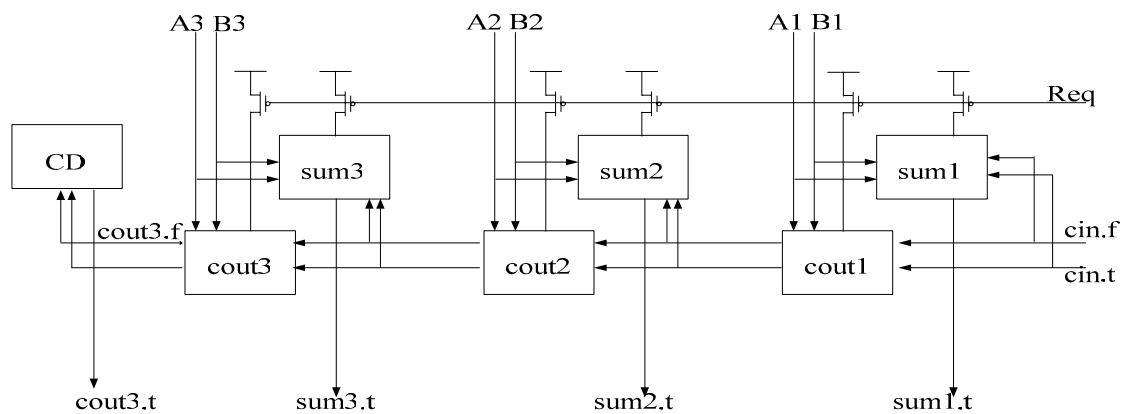 A3 B3 A2 B2 A1 B1
Req
CD sum3 sum2 sum1
cout3.f cin.f
cout3 cout2 cout1
cin.t
cout3.t sum3.t sum2.t sum1.t